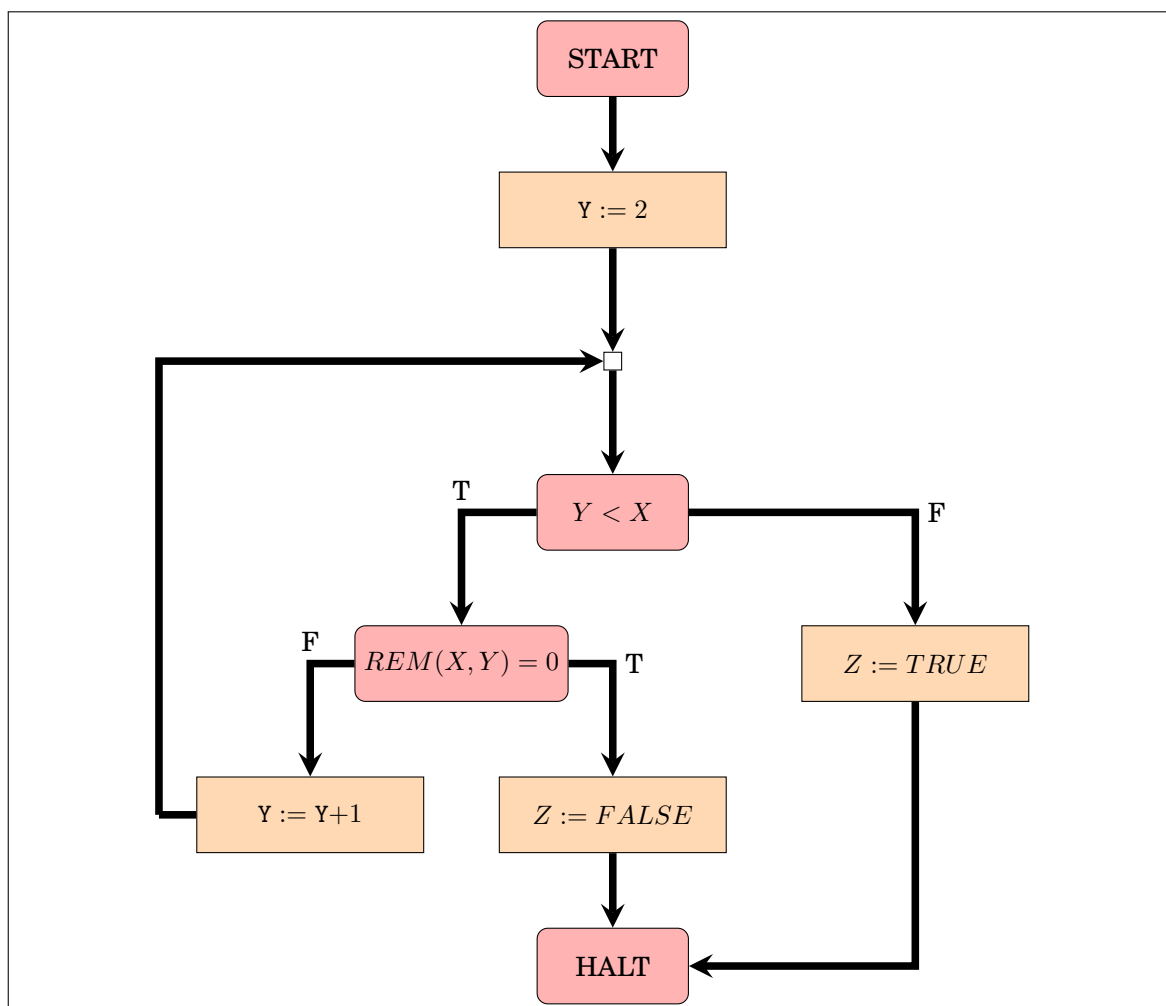 START
Y := 2
T
Y < X
F
F
REM(X, Y) = 0
T
Z := TRUE
Y := Y+1
Z := FALSE
HALT